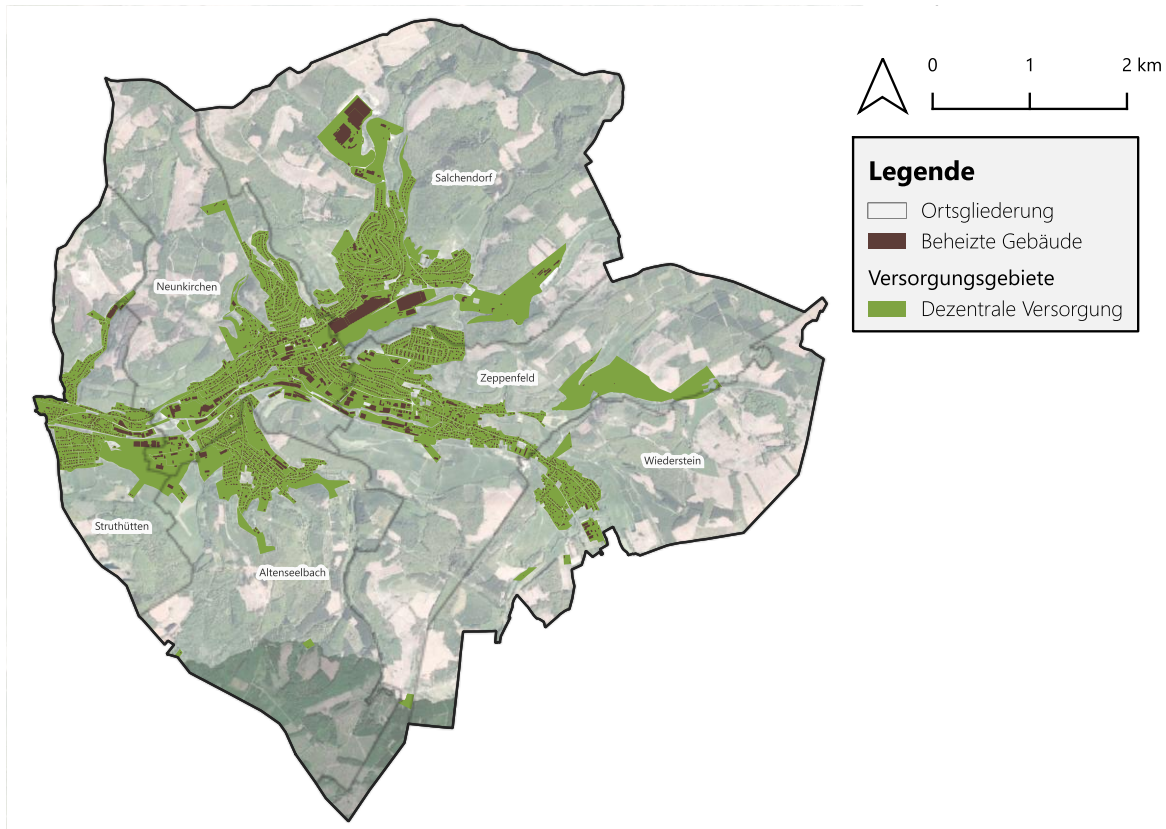 0 1 2 km
Legende
Ortsgliederung
Beheizte Gebäude
Versorgungsgebiete
Dezentrale Versorgung
Salchendorf
Neunkirchen
Zeppenfeld
Wiederstein
Struthütten
Altenseelbach